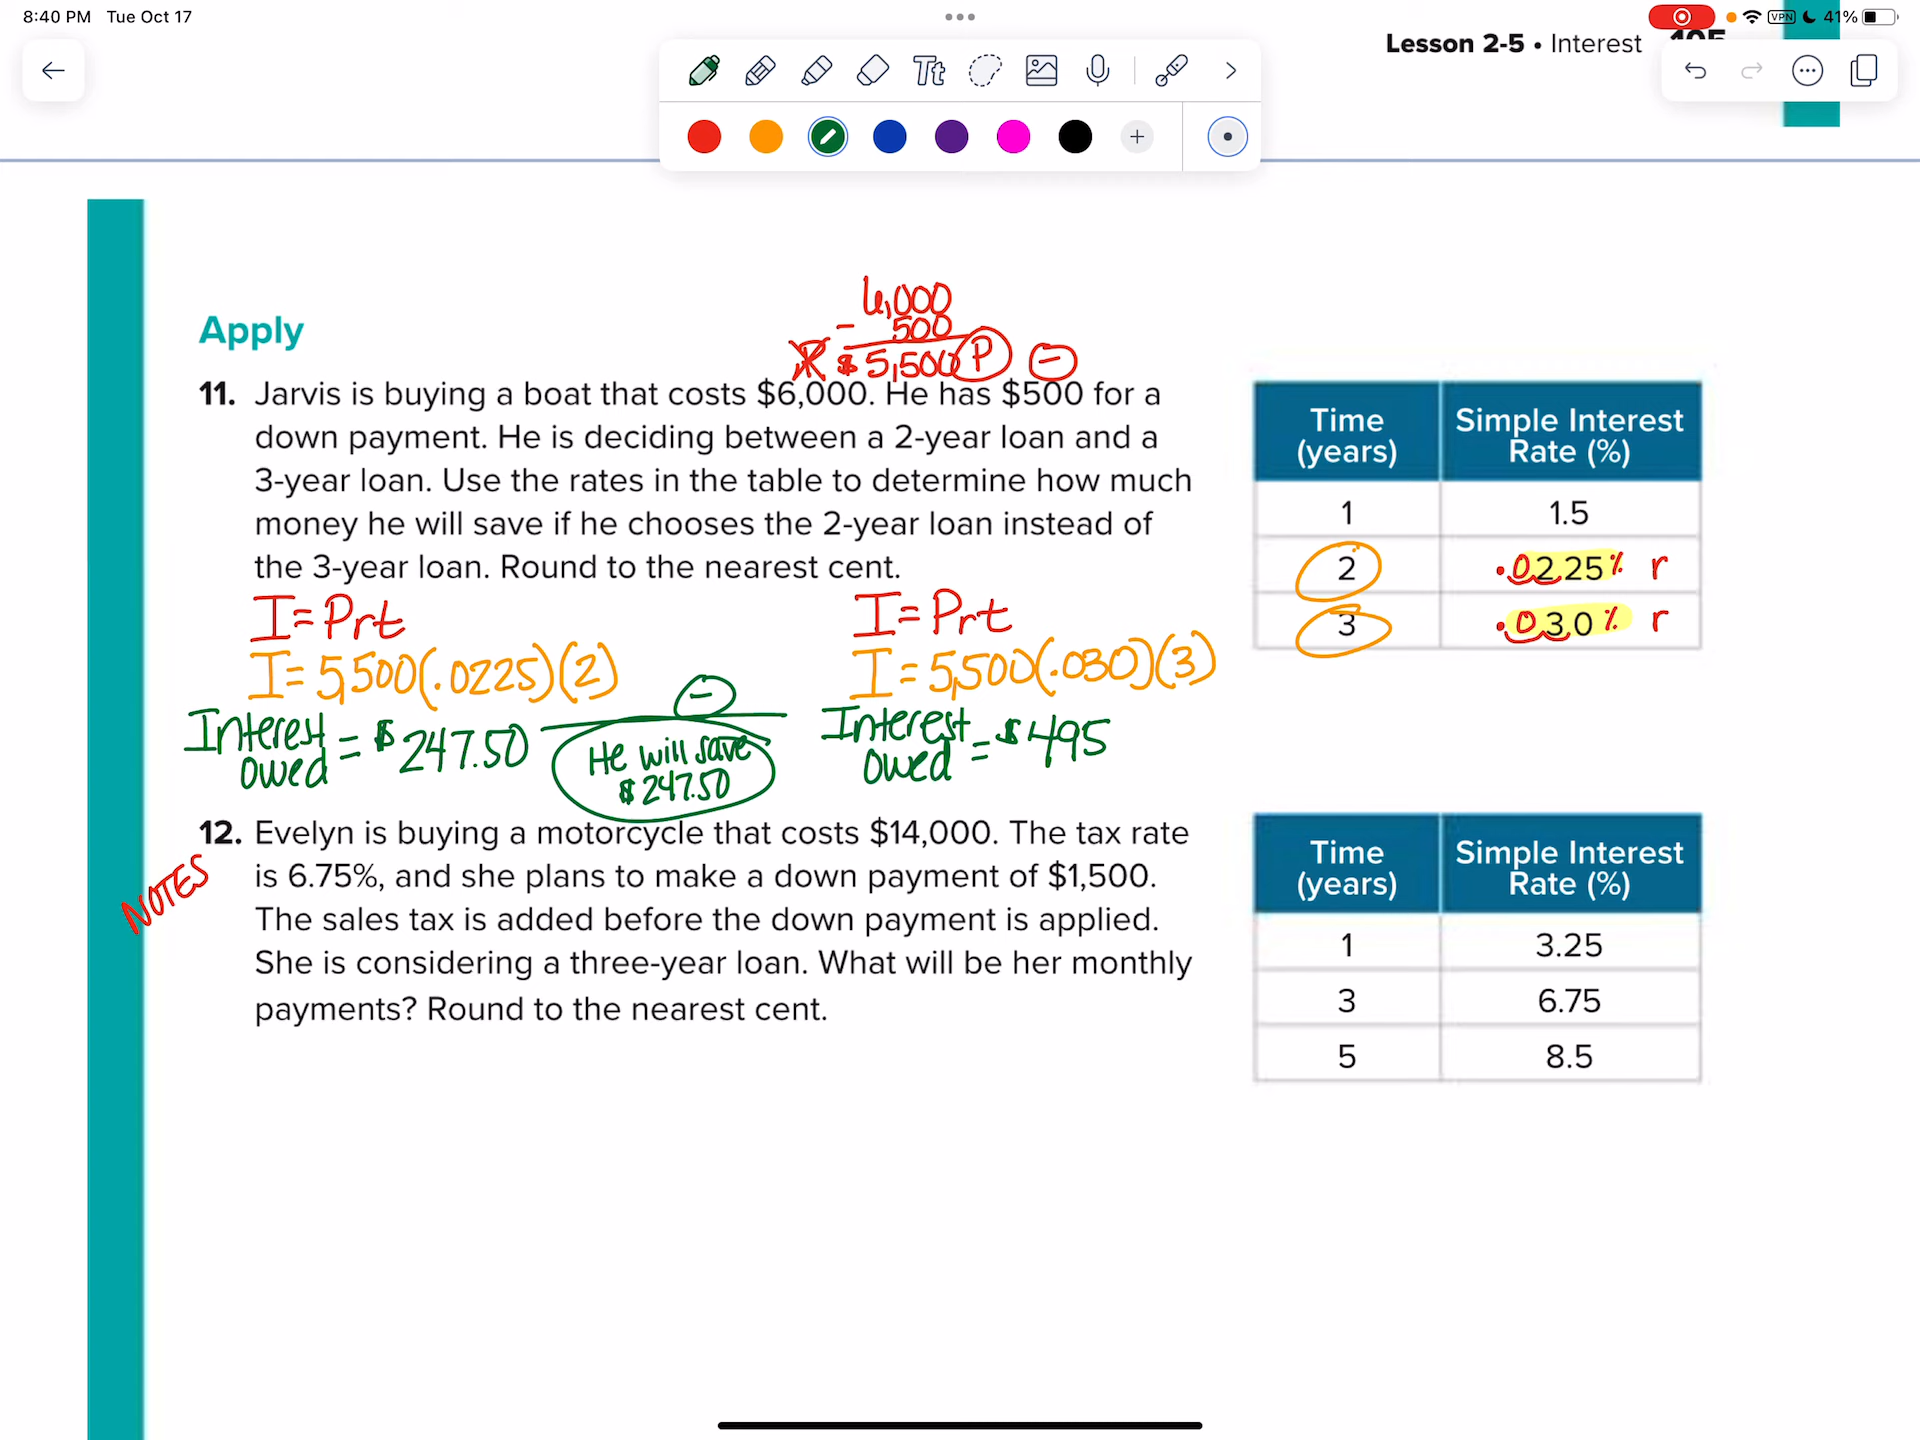 8:40 PM Tue Oct 17
VPN 41%
Lesson 2-5 • Interest
Tt
6,000
- 500
Apply
$5,500 P -
11. Jarvis is buying a boat that costs $6,000. He has $500 for a
down payment. He is deciding between a 2-year loan and a
3-year loan. Use the rates in the table to determine how much
money he will save if he chooses the 2-year loan instead of
the 3-year loan. Round to the nearest cent.
Time (years) Simple Interest Rate (%)
1 1.5
2 .02.25% r
3 .03.0% r
I=Prt
I=5,500(.0225)(2)
Interest owed = $247.50
-
He will save
$247.50
I=Prt
I=5,500(.030)(3)
Interest owed = $495
NOTES
12. Evelyn is buying a motorcycle that costs $14,000. The tax rate
is 6.75%, and she plans to make a down payment of $1,500.
The sales tax is added before the down payment is applied.
She is considering a three-year loan. What will be her monthly
payments? Round to the nearest cent.
Time (years) Simple Interest Rate (%)
1 3.25
3 6.75
5 8.5